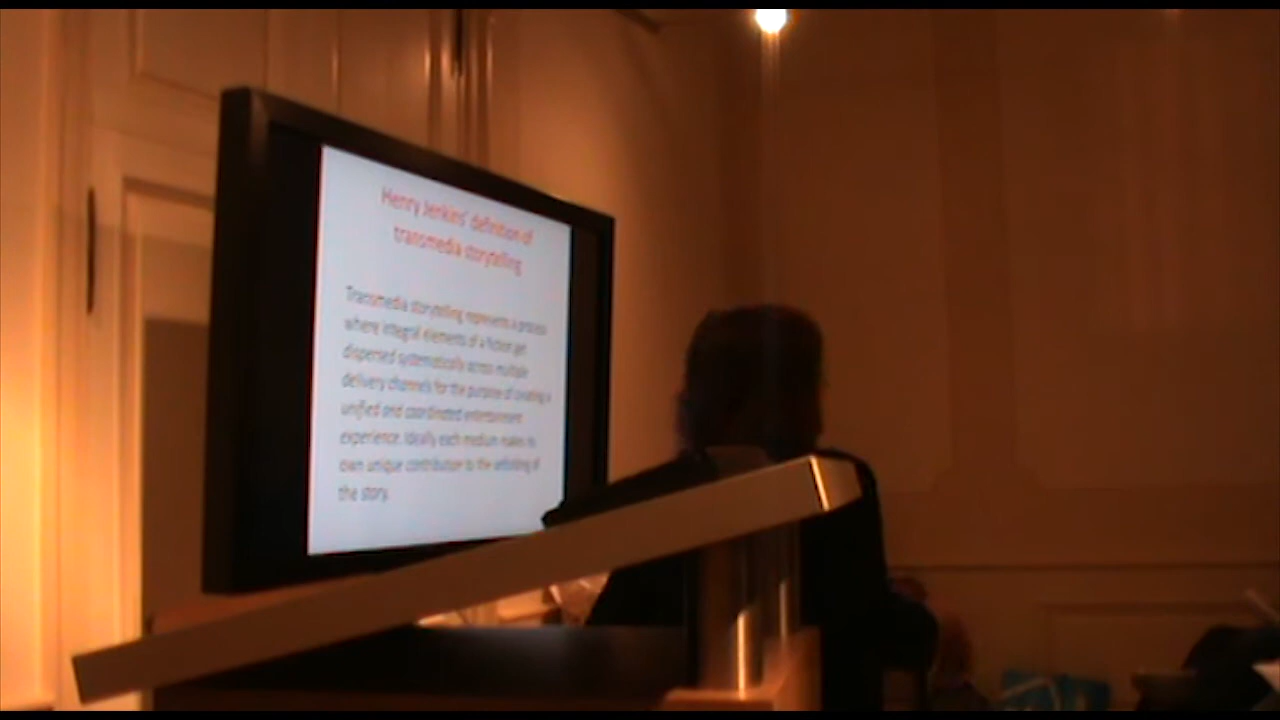 Henry Jenkins' definition of
transmedia storytelling
Transmedia storytelling represents a process
where integral elements of a fiction get
dispersed systematically across multiple
delivery channels for the purpose of creating a
unified and coordinated entertainment
experience. Ideally each medium makes its
own unique contribution to the unfolding of
the story.